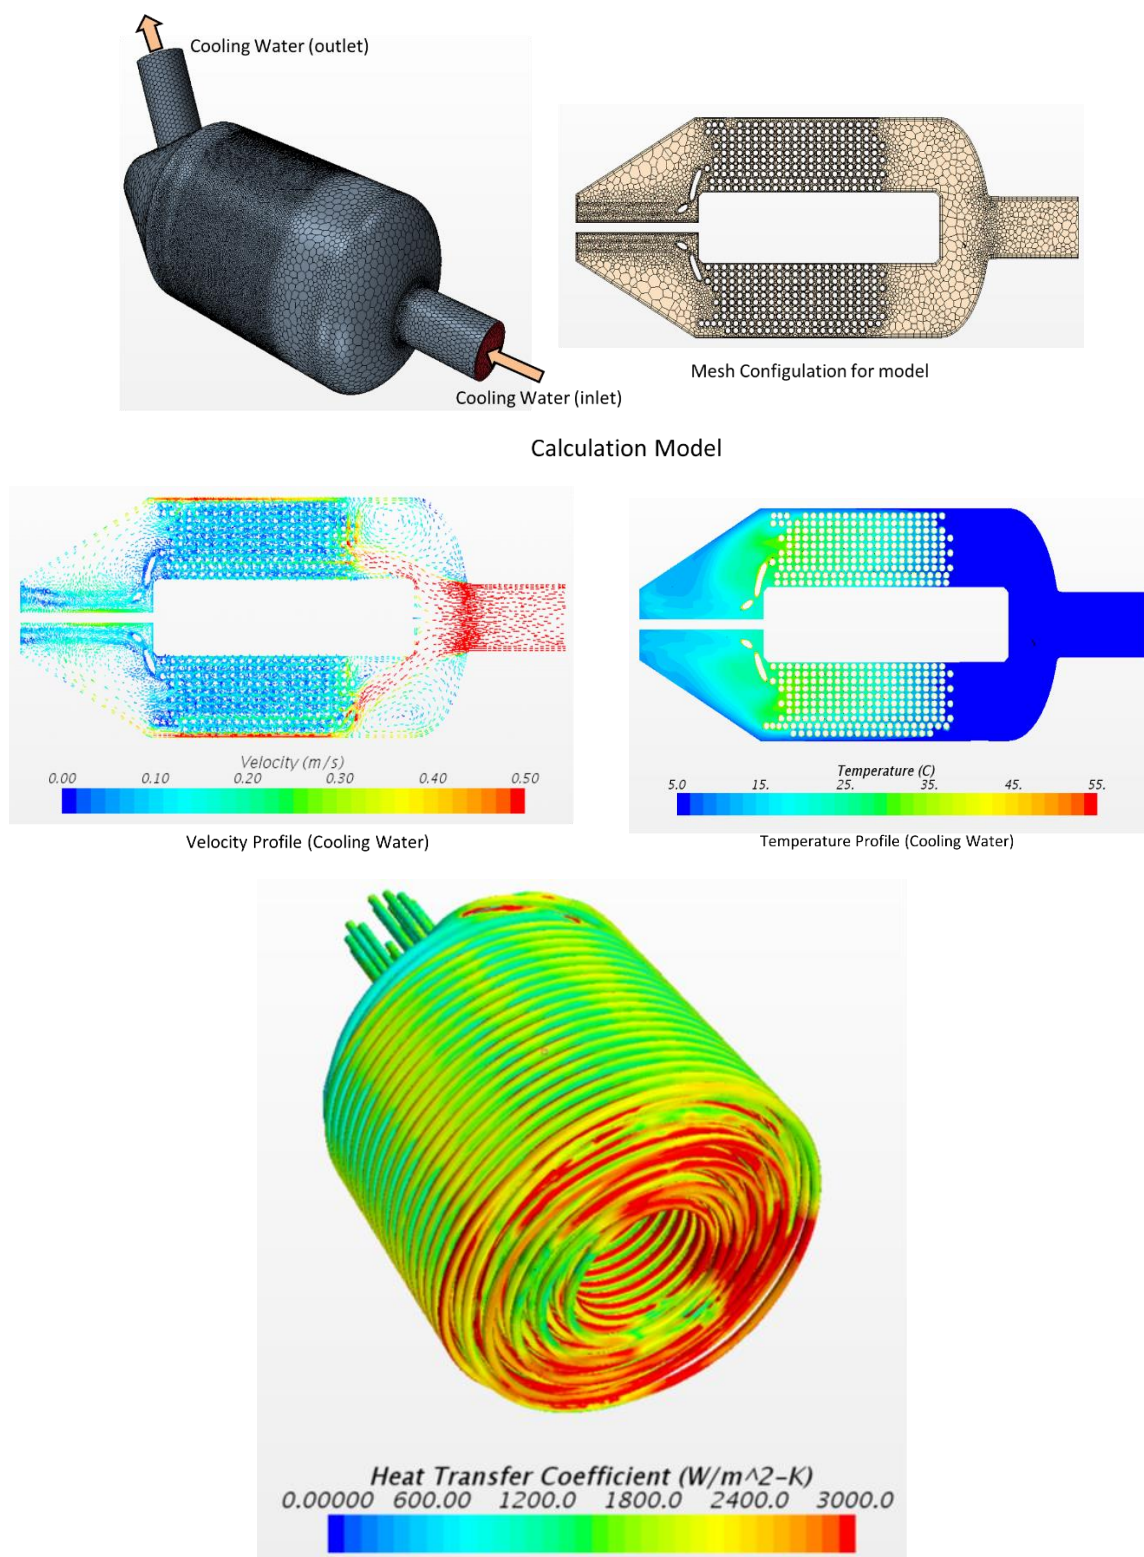 Cooling Water (outlet)
Cooling Water (inlet)
Mesh Configulation for model
Calculation Model
Velocity (m/s)
0.00 0.10 0.20 0.30 0.40 0.50
Velocity Profile (Cooling Water)
Temperature (C)
5.0 15. 25. 35. 45. 55.
Temperature Profile (Cooling Water)
Heat Transfer Coefficient (W/m^2-K)
0.00000 600.00 1200.0 1800.0 2400.0 3000.0